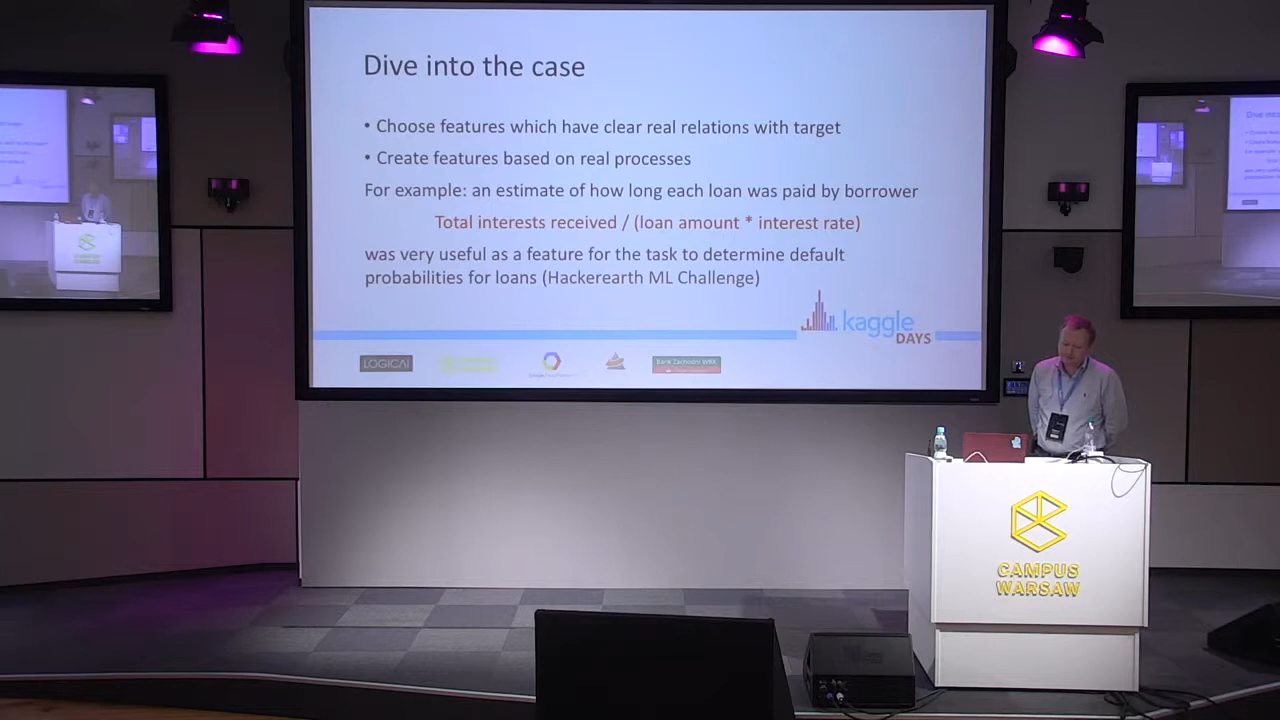 Dive into the case
• Choose features which have clear real relations with target
• Create features based on real processes
For example: an estimate of how long each loan was paid by borrower
Total interests received / (loan amount * interest rate)
was very useful as a feature for the task to determine default
probabilities for loans (Hackerearth ML Challenge)
kaggle
DAYS
LOGICAI
Bank Zachodni WBK
CAMPUS
WARSAW